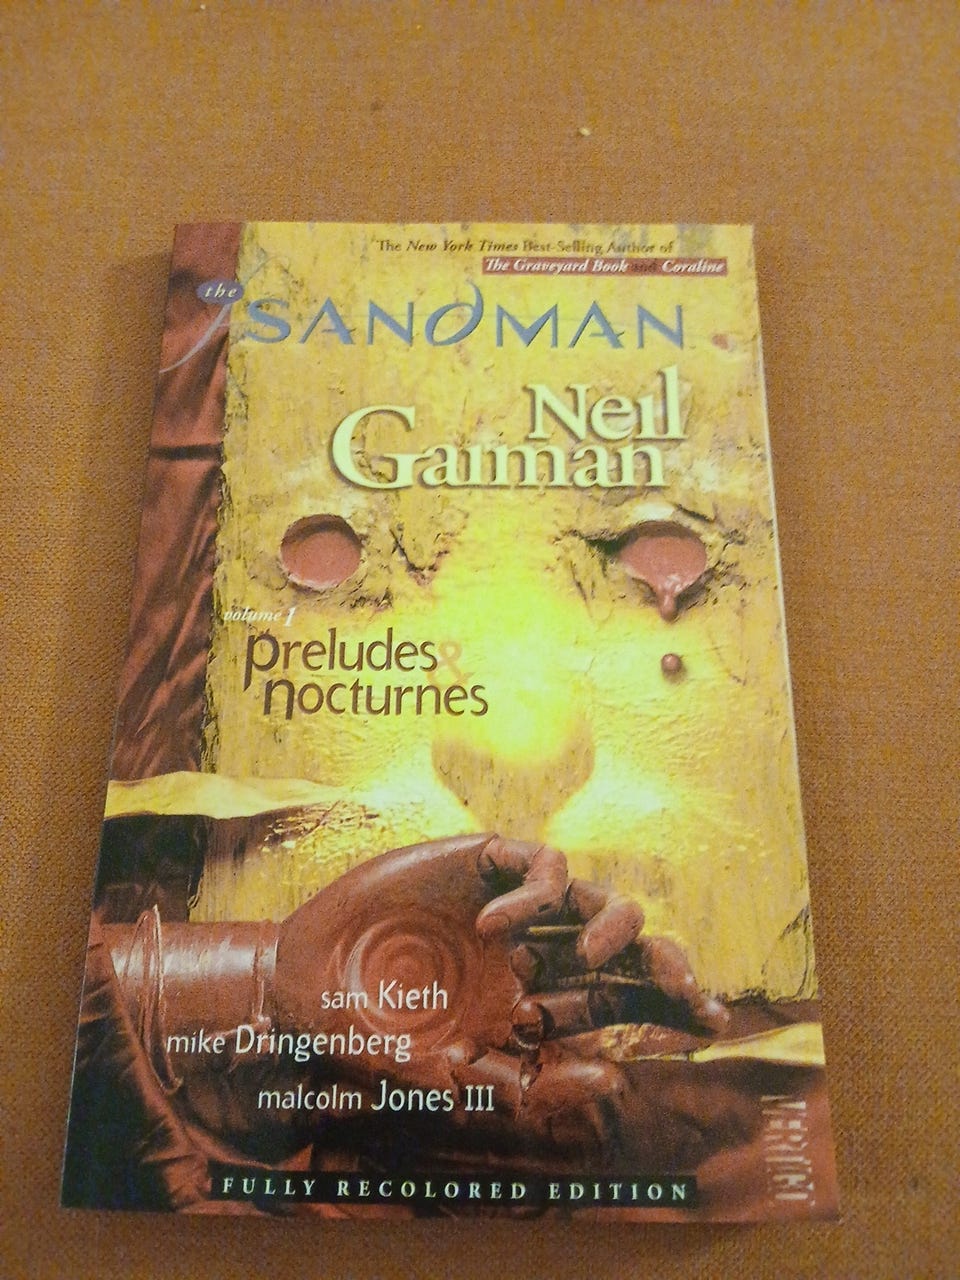 The New York Times Best-Selling Author of
The Graveyard Book and Coraline
the
SANDMAN
Neil
Gaiman
volume 1
preludes &
nocturnes
sam Kieth
mike Dringenberg
malcolm Jones III
VERTIGO
FULLY RECOLORED EDITION